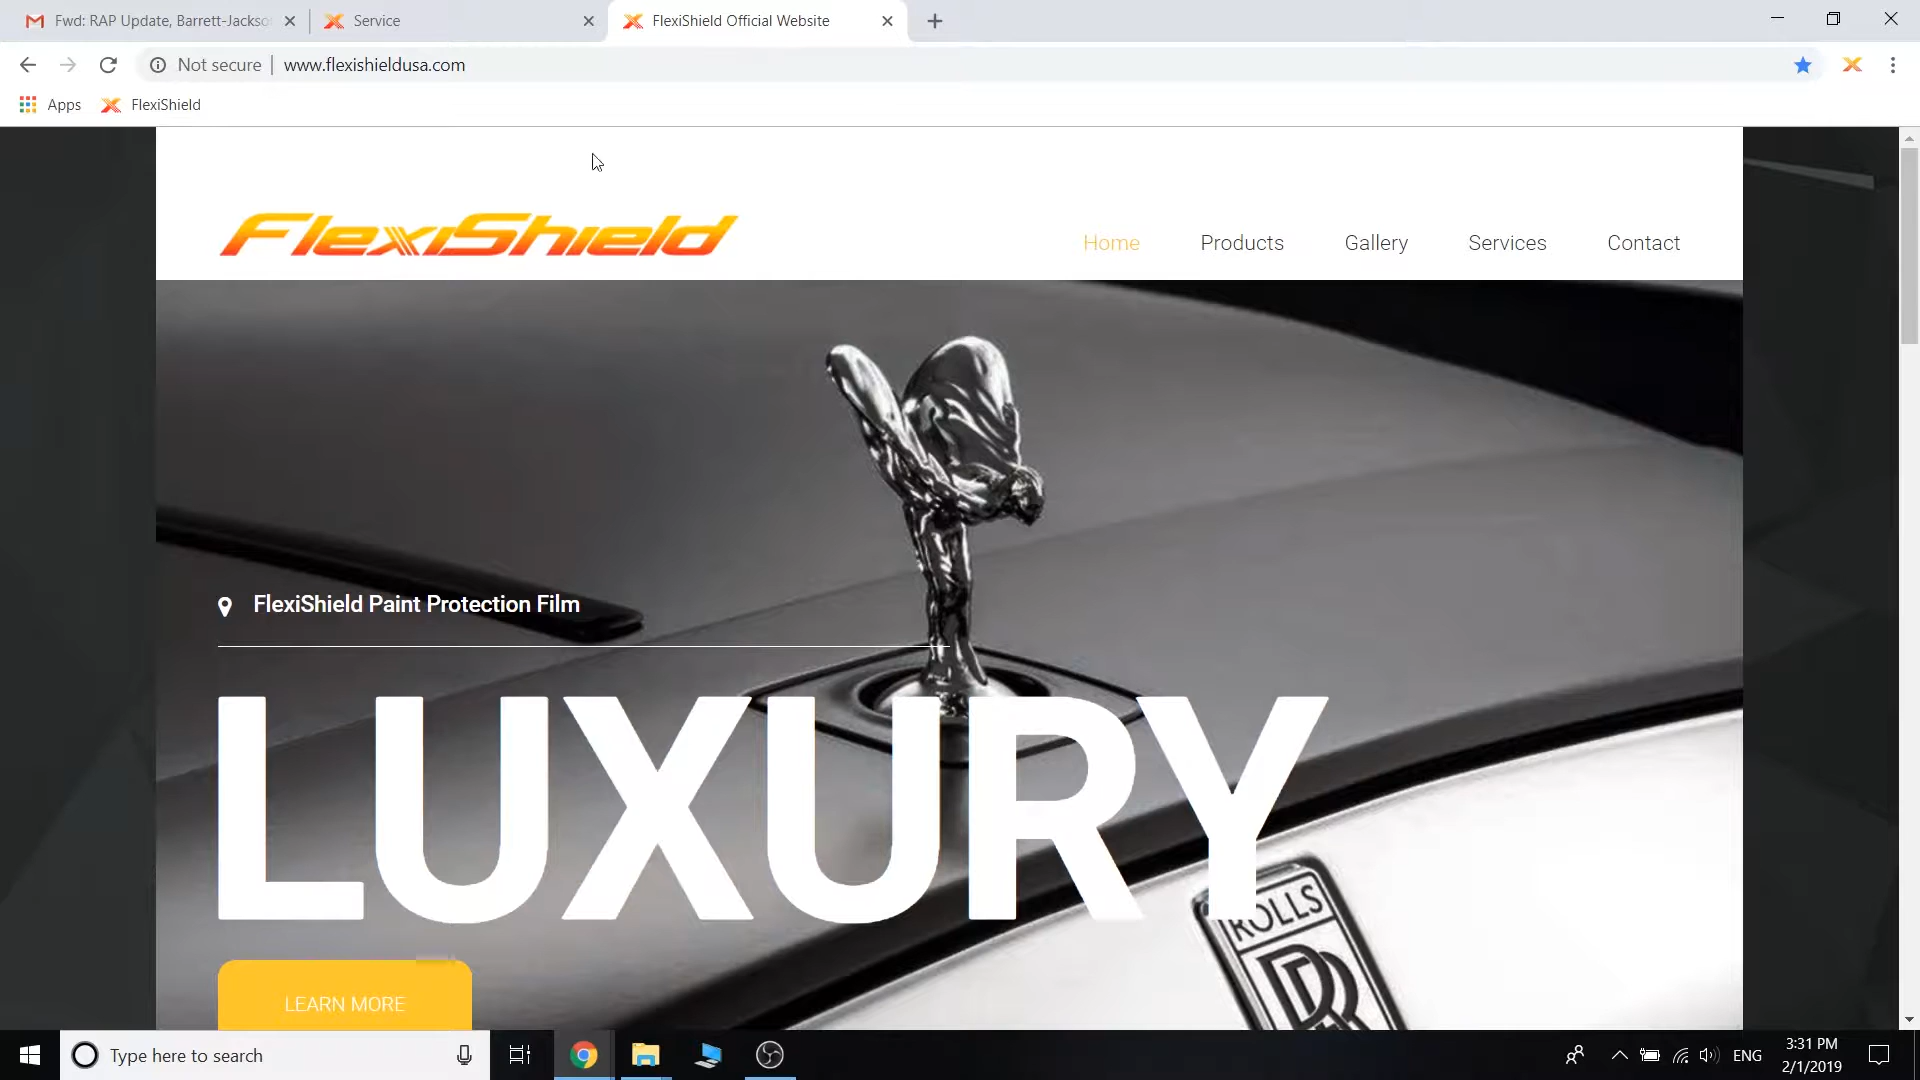 Fwd: RAP Update, Barrett-Jackso
Service
FlexiShield Official Website
Not secure
www.flexishieldusa.com
Apps
FlexiShield
FlexiShield
Home
Products
Gallery
Services
Contact
FlexiShield Paint Protection Film
LUXURY
ROLLS
RR
LEARN MORE
Type here to search
ENG
3:31 PM
2/1/2019